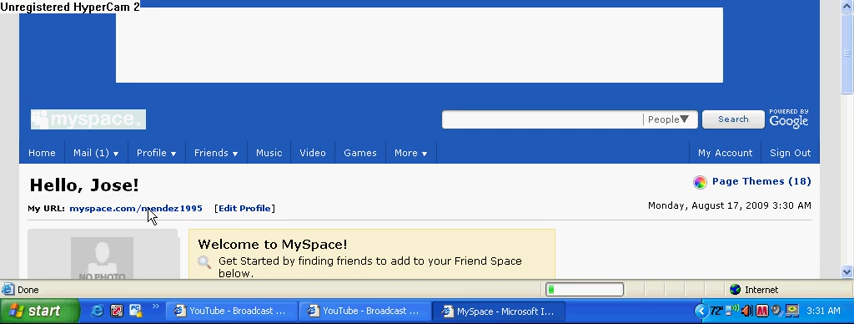 Unregistered HyperCam 2
myspace.
People▼ Search POWERED BY Google
Home Mail (1) ▾ Profile ▾ Friends ▾ Music Video Games More ▾ My Account Sign Out
Hello, Jose!
Page Themes (18)
My URL: myspace.com/mendez1995 [Edit Profile]
Monday, August 17, 2009 3:30 AM
NO PHOTO
Welcome to MySpace!
Get Started by finding friends to add to your Friend Space
below.
Done Internet
start » YouTube - Broadcast ... YouTube - Broadcast ... MySpace - Microsoft I... 72° 3:31 AM